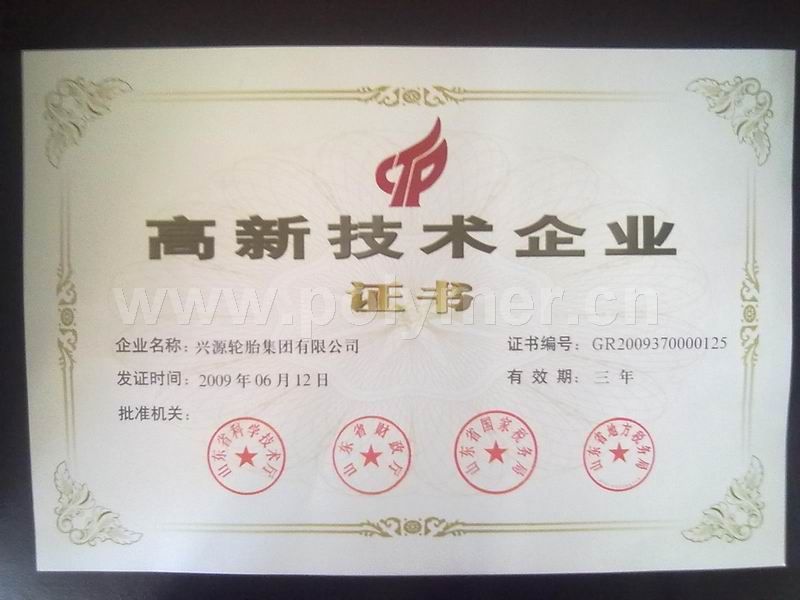 CTP
高新技术企业
证书
www.polymer.cn
企业名称：兴源轮胎集团有限公司
证书编号：GR2009370000125
发证时间：2009年06月12日
有效期：三年
批准机关：
山东省科学技术厅
山东省财政厅
山东省国家税务局
山东省地方税务局